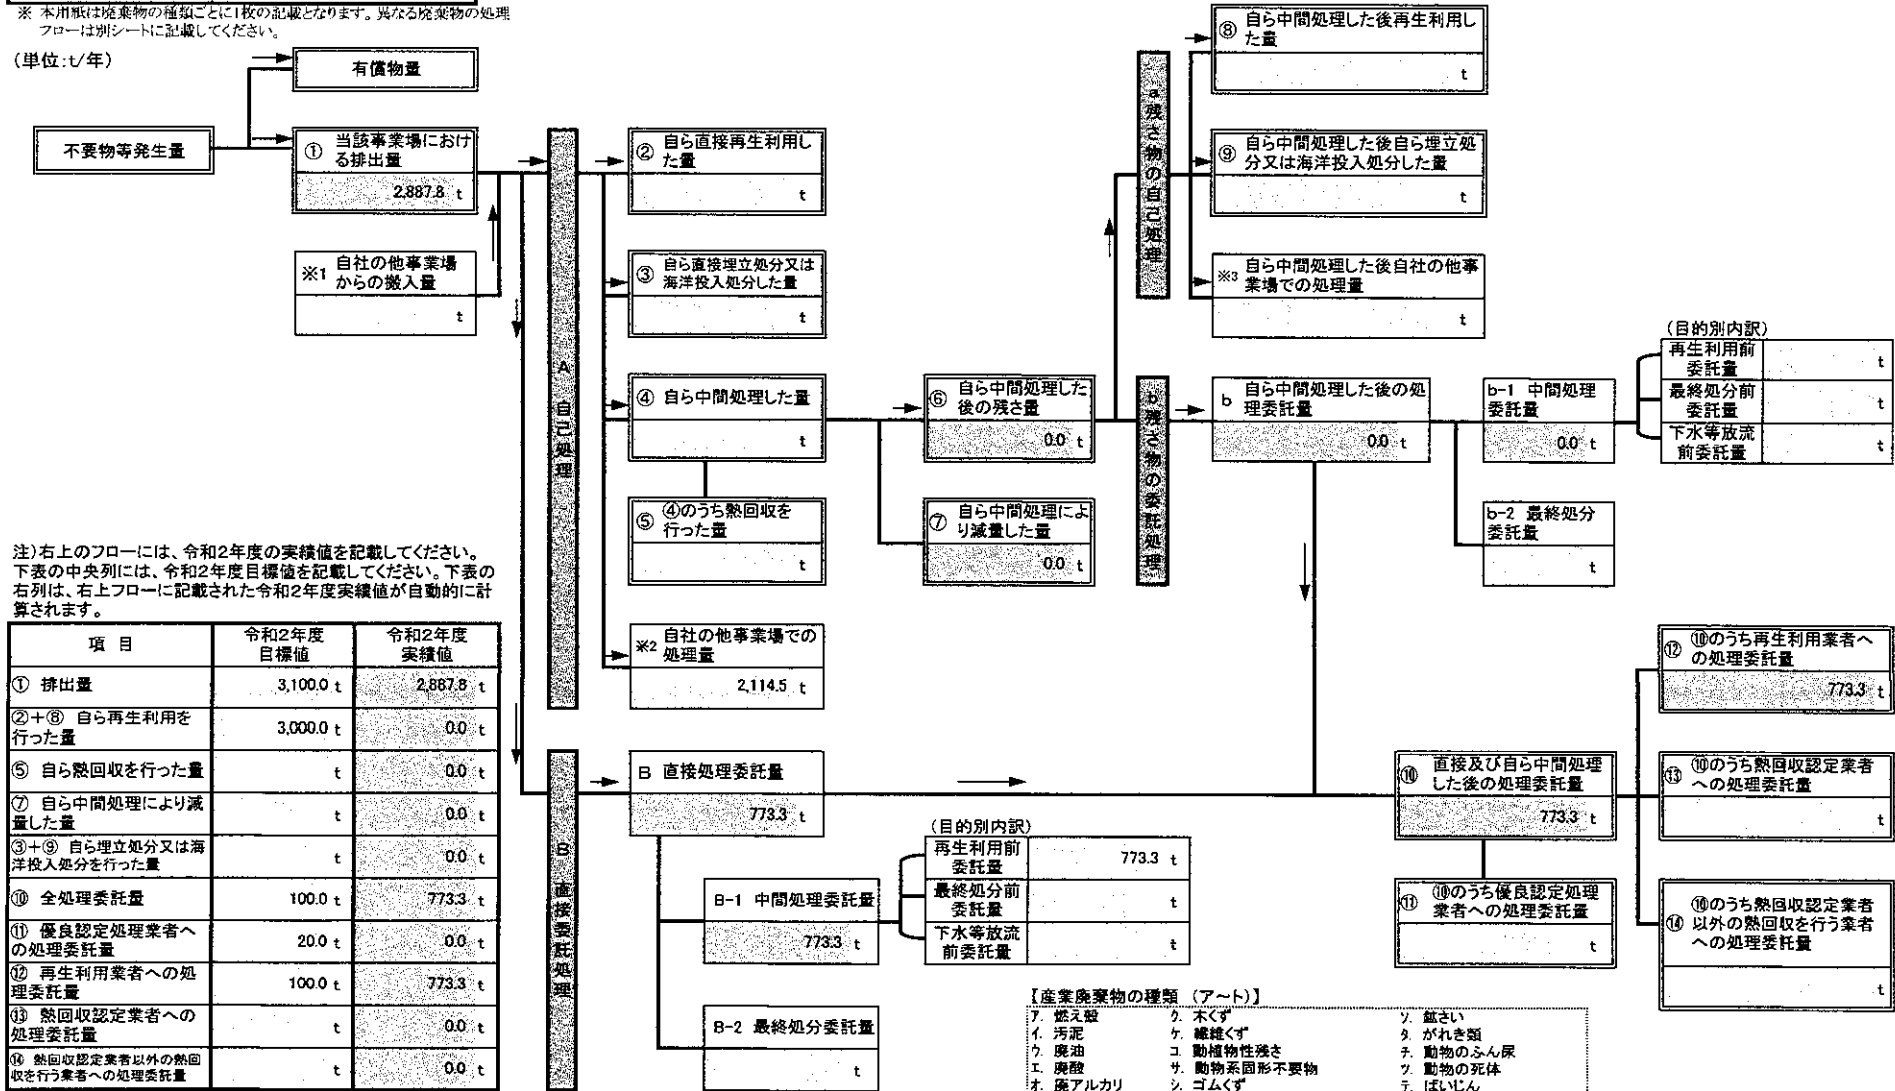 ※ 本用紙は廃棄物の種類ごとに1枚の記載となります。異なる廃棄物の処理
フローは別シートに記載してください。
(単位:t/年)
有償物量
不要物等発生量
① 当該事業場におけ
る排出量
2,887.8 t
※1 自社の他事業場
からの搬入量
t
A 自己処理
② 自ら直接再生利用し
た量
t
③ 自ら直接埋立処分又は
海洋投入処分した量
t
④ 自ら中間処理した量
t
⑤ ④のうち熱回収を
行った量
t
※2 自社の他事業場での
処理量
2,114.5 t
⑥ 自ら中間処理した
後の残さ量
0.0 t
⑦ 自ら中間処理によ
り減量した量
0.0 t
a 残さ物の自己処理
⑧ 自ら中間処理した後再生利用し
た量
t
⑨ 自ら中間処理した後自ら埋立処
分又は海洋投入処分した量
t
※3 自ら中間処理した後自社の他事
業場での処理量
t
b 残さ物の委託処理
b 自ら中間処理した後の処
理委託量
0.0 t
b-1 中間処理
委託量
0.0 t
b-2 最終処分
委託量
t
(目的別内訳)
再生利用前
委託量
t
最終処分前
委託量
t
下水等放流
前委託量
t
注)右上のフローには、令和2年度の実績値を記載してください。
下表の中央列には、令和2年度目標値を記載してください。下表の
右列は、右上フローに記載された令和2年度実績値が自動的に計
算されます。
項 目
令和2年度
目標値
令和2年度
実績値
① 排出量 3,100.0 t 2,887.8 t
②+⑧ 自ら再生利用を
行った量 3,000.0 t 0.0 t
⑤ 自ら熱回収を行った量 t 0.0 t
⑦ 自ら中間処理により減
量した量 t 0.0 t
③+⑨ 自ら埋立処分又は海
洋投入処分を行った量 t 0.0 t
⑩ 全処理委託量 100.0 t 773.3 t
⑪ 優良認定処理業者へ
の処理委託量 20.0 t 0.0 t
⑫ 再生利用業者への処
理委託量 100.0 t 773.3 t
⑬ 熱回収認定業者への
処理委託量 t 0.0 t
⑭ 熱回収認定業者以外の熱回
収を行う業者への処理委託量 t 0.0 t
B 直接委託処理
B 直接処理委託量
773.3 t
B-1 中間処理委託量
773.3 t
B-2 最終処分委託量
t
(目的別内訳)
再生利用前
委託量
773.3 t
最終処分前
委託量
t
下水等放流
前委託量
t
⑩ 直接及び自ら中間処理
した後の処理委託量
773.3 t
⑪ ⑩のうち優良認定処理
業者への処理委託量
t
⑫ ⑩のうち再生利用業者へ
の処理委託量
773.3 t
⑬ ⑩のうち熱回収認定業者
への処理委託量
t
⑭ ⑩のうち熱回収認定業者
以外の熱回収を行う業者
への処理委託量
t
【産業廃棄物の種類 (ア~ト)】
ア. 燃え殻 ク. 木くず ソ. 鉱さい
イ. 汚泥 ケ. 繊維くず タ. がれき類
ウ. 廃油 コ. 動植物性残さ チ. 動物のふん尿
エ. 廃酸 サ. 動物系固形不要物 ツ. 動物の死体
オ. 廃アルカリ シ. ゴムくず テ. ばいじん